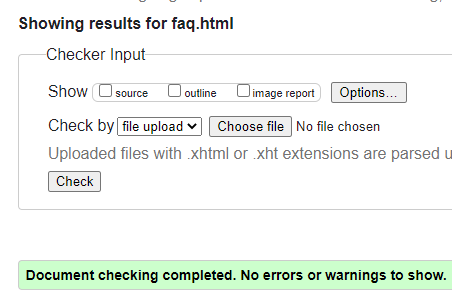 Showing results for faq.html
Checker Input
Show source outline image report Options...
Check by file upload Choose file No file chosen
Uploaded files with .xhtml or .xht extensions are parsed u
Check
Document checking completed. No errors or warnings to show.